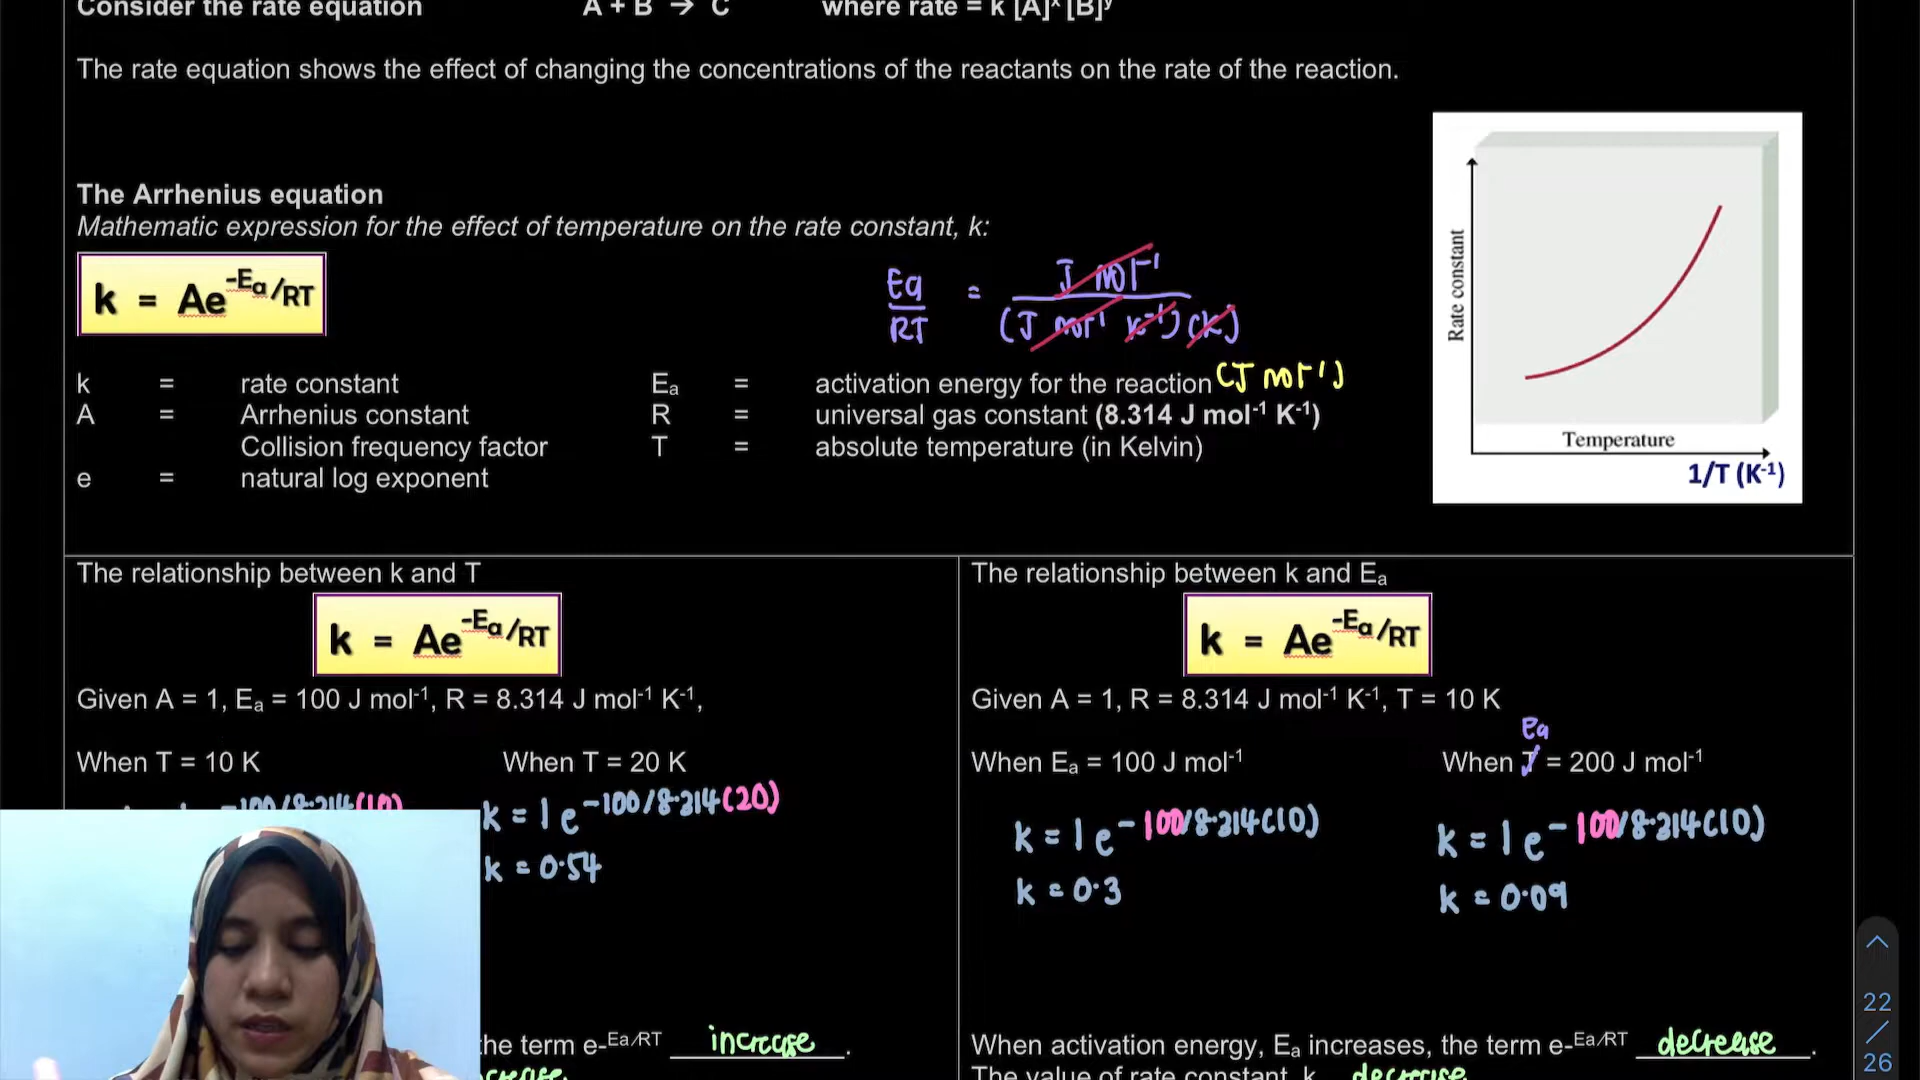 Consider the rate equation A + B → C where rate = k [A]ˣ [B]ʸ
The rate equation shows the effect of changing the concentrations of the reactants on the rate of the reaction.
The Arrhenius equation
Mathematic expression for the effect of temperature on the rate constant, k:
k = Ae^-Ea/RT
Ea/RT = J mol⁻¹ / (J mol⁻¹ K⁻¹) (K)
k = rate constant
A = Arrhenius constant
Collision frequency factor
e = natural log exponent
Ea = activation energy for the reaction (J mol⁻¹)
R = universal gas constant (8.314 J mol⁻¹ K⁻¹)
T = absolute temperature (in Kelvin)
Rate constant
Temperature
1/T (K⁻¹)
The relationship between k and T
k = Ae^-Ea/RT
Given A = 1, Ea = 100 J mol⁻¹, R = 8.314 J mol⁻¹ K⁻¹,
When T = 10 K
When T = 20 K
k = 1 e^-100/8.314(20)
k = 0.54
the term e-^Ea/RT increase.
The relationship between k and Ea
k = Ae^-Ea/RT
Given A = 1, R = 8.314 J mol⁻¹ K⁻¹, T = 10 K
When Ea = 100 J mol⁻¹
When Ea = 200 J mol⁻¹
k = 1 e^-100/8.314(10)
k = 0.3
k = 1 e^-100/8.314(10)
k = 0.09
When activation energy, Ea increases, the term e-^Ea/RT decrease.
The value of rate constant, k decrease
22
/
26